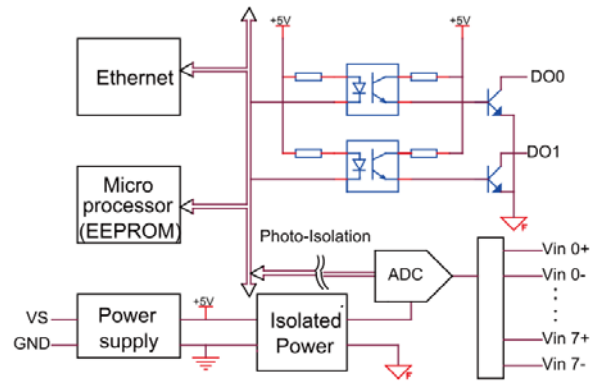 +5V
+5V
Ethernet
DO0
DO1
Micro
processor
(EEPROM)
F
Photo-Isolation
ADC
Vin 0+
Vin 0-
+5V
VS
Power
supply
Isolated
Power
GND
F
Vin 7+
Vin 7-